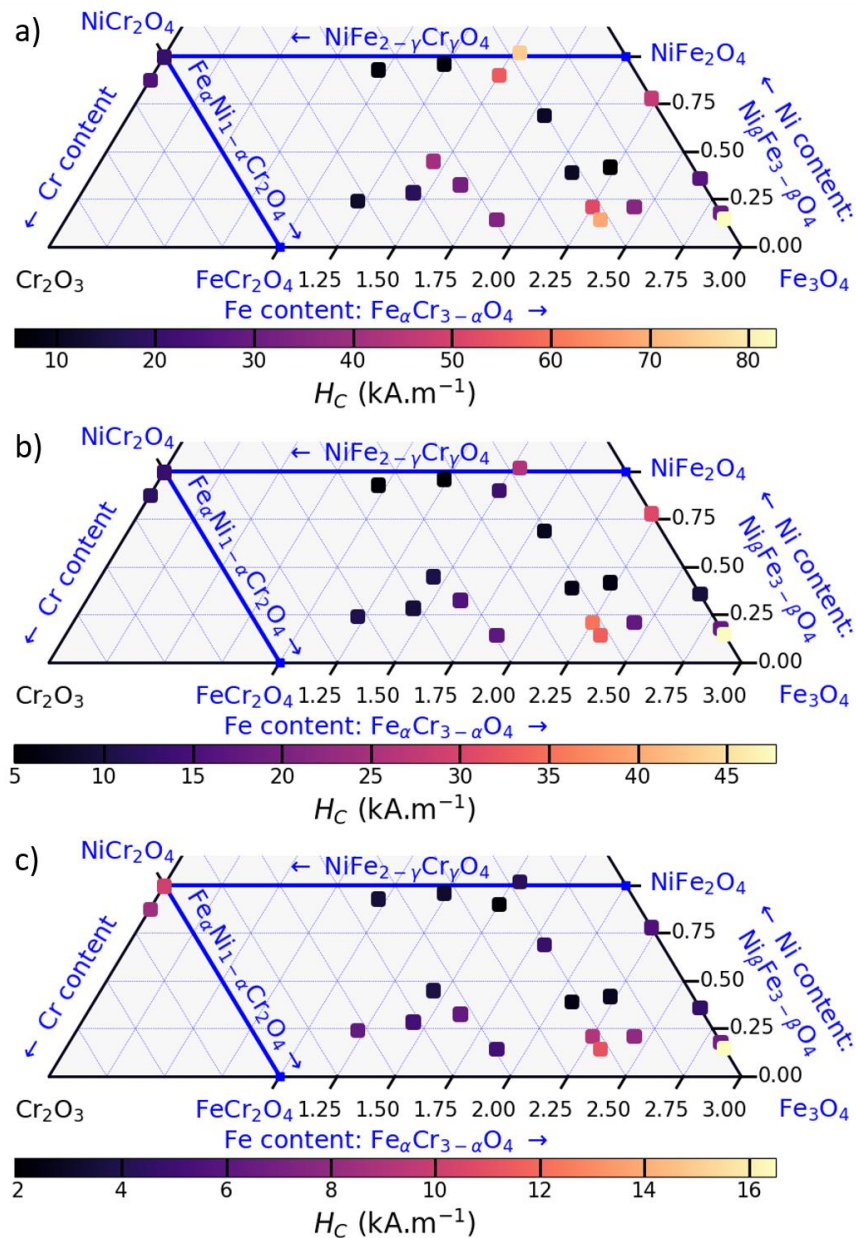 a)
NiCr₂O₄
← NiFe₂₋ᵧCrᵧO₄
NiFe₂O₄
← Cr content
FeαNi₁₋αCr₂O₄ →
← Ni content:
NiᵦFe₃₋ᵦO₄
0.75
0.50
0.25
0.00
Cr₂O₃
FeCr₂O₄
1.25 1.50 1.75 2.00 2.25 2.50 2.75 3.00
Fe₃O₄
Fe content: FeαCr₃₋αO₄ →
10 20 30 40 50 60 70 80
H_C (kA.m⁻¹)
b)
NiCr₂O₄
← NiFe₂₋ᵧCrᵧO₄
NiFe₂O₄
← Cr content
FeαNi₁₋αCr₂O₄ →
← Ni content:
NiᵦFe₃₋ᵦO₄
0.75
0.50
0.25
0.00
Cr₂O₃
FeCr₂O₄
1.25 1.50 1.75 2.00 2.25 2.50 2.75 3.00
Fe₃O₄
Fe content: FeαCr₃₋αO₄ →
5 10 15 20 25 30 35 40 45
H_C (kA.m⁻¹)
c)
NiCr₂O₄
← NiFe₂₋ᵧCrᵧO₄
NiFe₂O₄
← Cr content
FeαNi₁₋αCr₂O₄ →
← Ni content:
NiᵦFe₃₋ᵦO₄
0.75
0.50
0.25
0.00
Cr₂O₃
FeCr₂O₄
1.25 1.50 1.75 2.00 2.25 2.50 2.75 3.00
Fe₃O₄
Fe content: FeαCr₃₋αO₄ →
2 4 6 8 10 12 14 16
H_C (kA.m⁻¹)